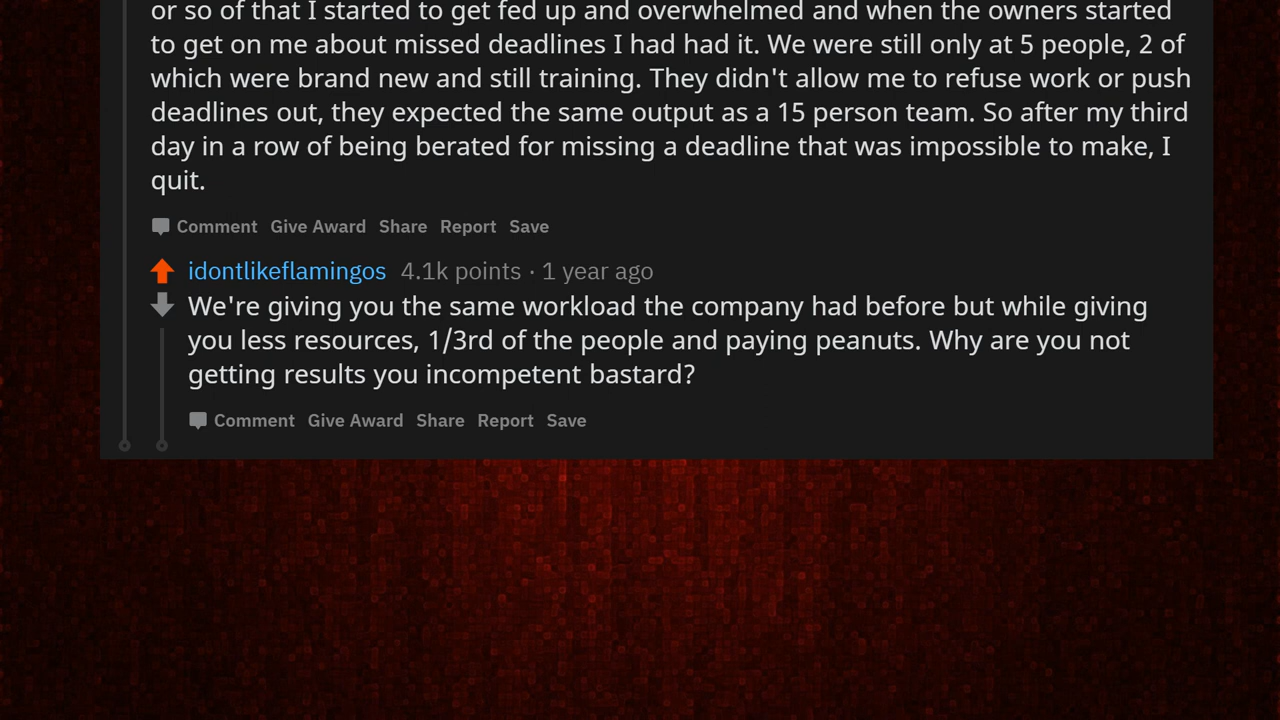 or so of that I started to get fed up and overwhelmed and when the owners started
to get on me about missed deadlines I had had it. We were still only at 5 people, 2 of
which were brand new and still training. They didn't allow me to refuse work or push
deadlines out, they expected the same output as a 15 person team. So after my third
day in a row of being berated for missing a deadline that was impossible to make, I
quit.
Comment Give Award Share Report Save
idontlikeflamingos 4.1k points · 1 year ago
We're giving you the same workload the company had before but while giving
you less resources, 1/3rd of the people and paying peanuts. Why are you not
getting results you incompetent bastard?
Comment Give Award Share Report Save